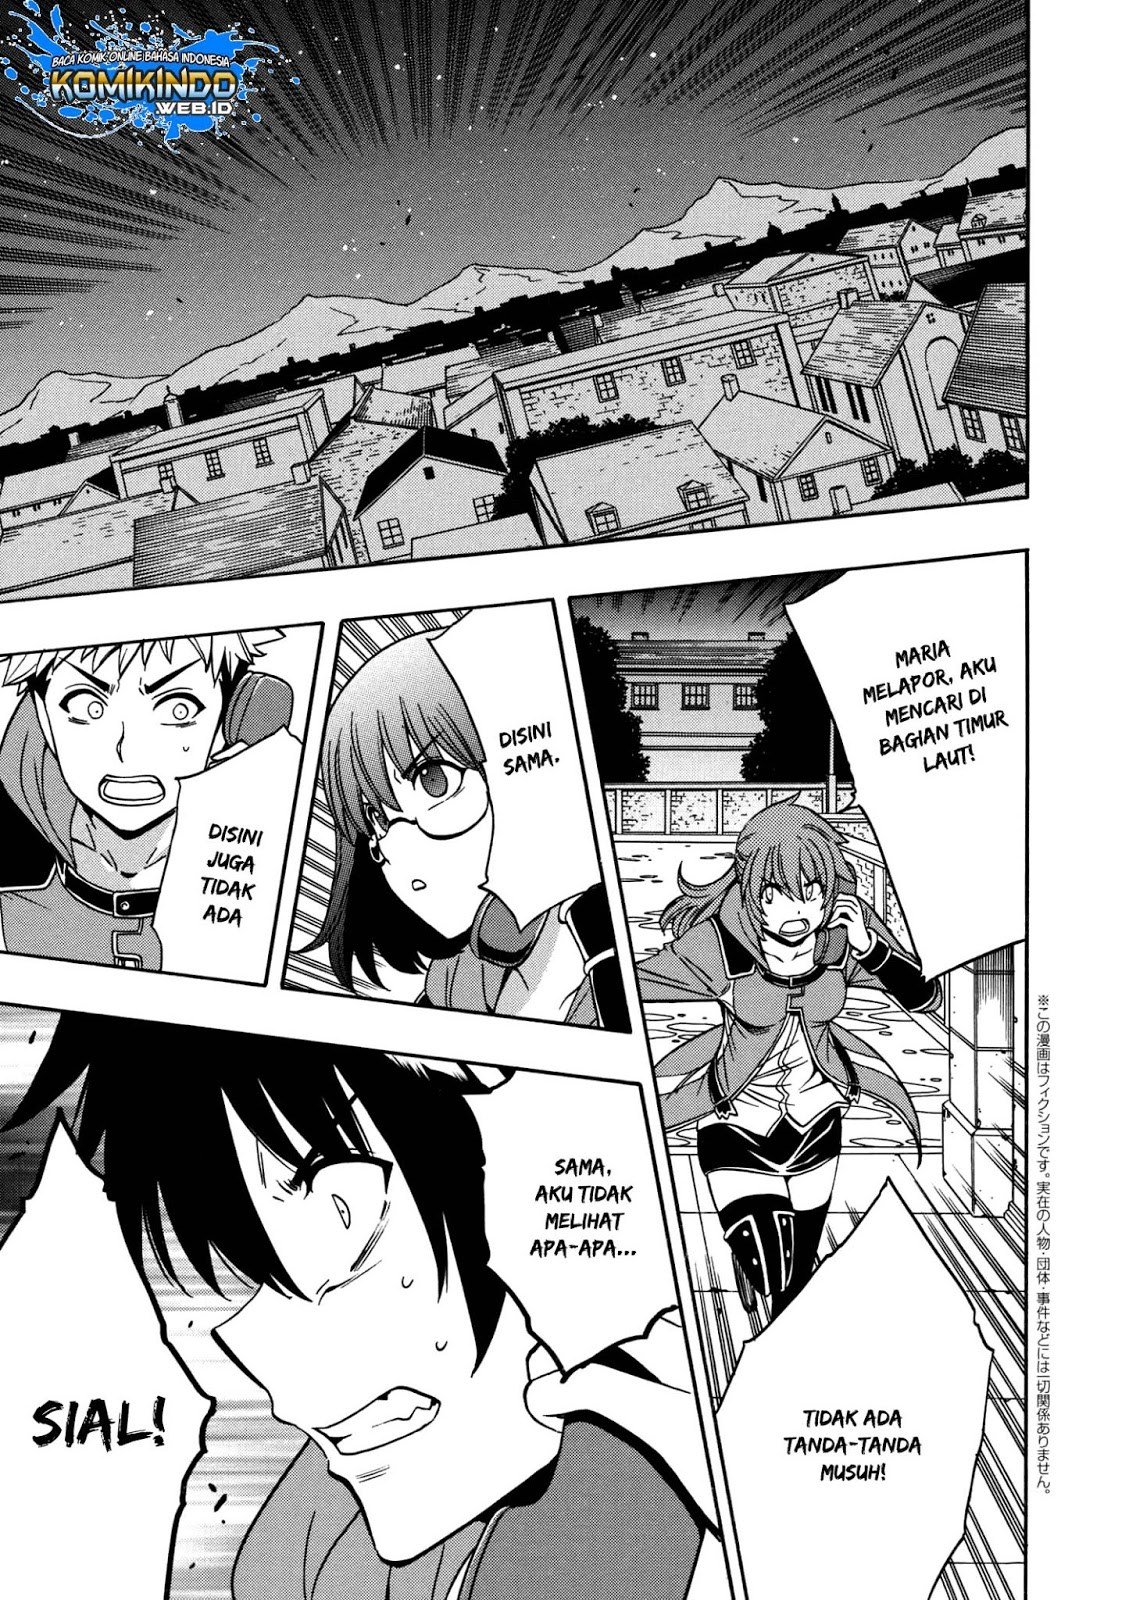 BACA KOMIK ONLINE BAHASA INDONESIA
KOMIKINDO
WEB.ID
MARIA
MELAPOR, AKU
MENCARI DI
BAGIAN TIMUR
LAUT!
TIDAK ADA
TANDA-TANDA
MUSUH!
DISINI
SAMA.
DISINI
JUGA
TIDAK
ADA
SAMA,
AKU TIDAK
MELIHAT
APA-APA...
SIAL!
※この漫画はフィクションです。実在の人物・団体・事件などには一切関係ありません。